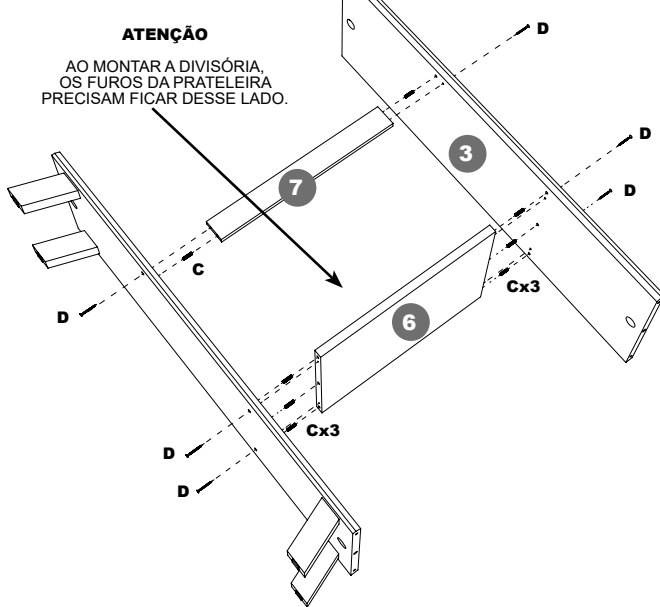 ATENÇÃO
AO MONTAR A DIVISÓRIA,
OS FUROS DA PRATELEIRA
PRECISAM FICAR DESSE LADO.
D
3
D
7
D
C
Cx3
D
6
Cx3
D
D